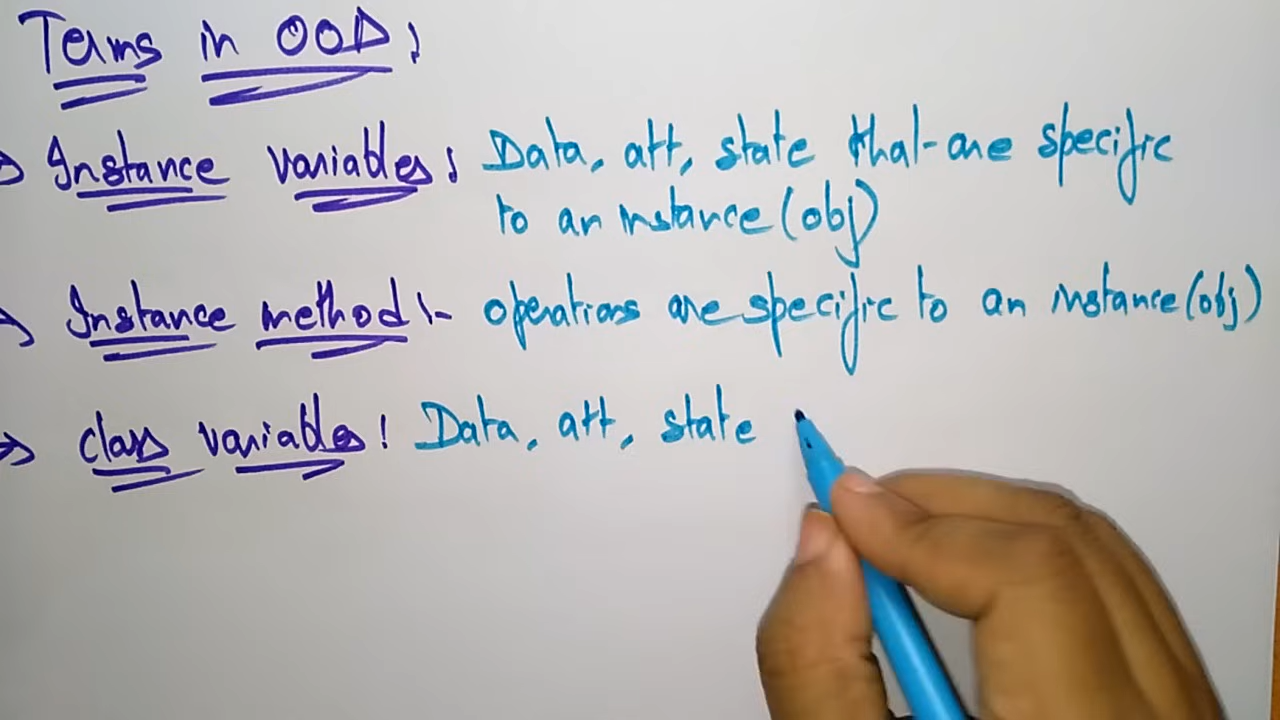 Terms in OOD:
→ Instance variables: Data, att, state that are specific
to an instance (obj)
→ Instance method :- operations are specific to an instance (obj)
→ class variables: Data, att, state